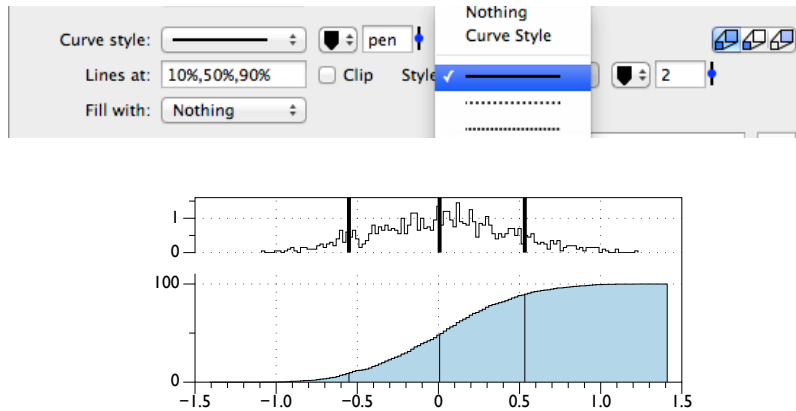 Nothing
Curve Style
Curve style: pen
Lines at: 10%,50%,90% Clip Style 2
Fill with: Nothing
1
0
100
0
-1.5 -1.0 -0.5 0 0.5 1.0 1.5